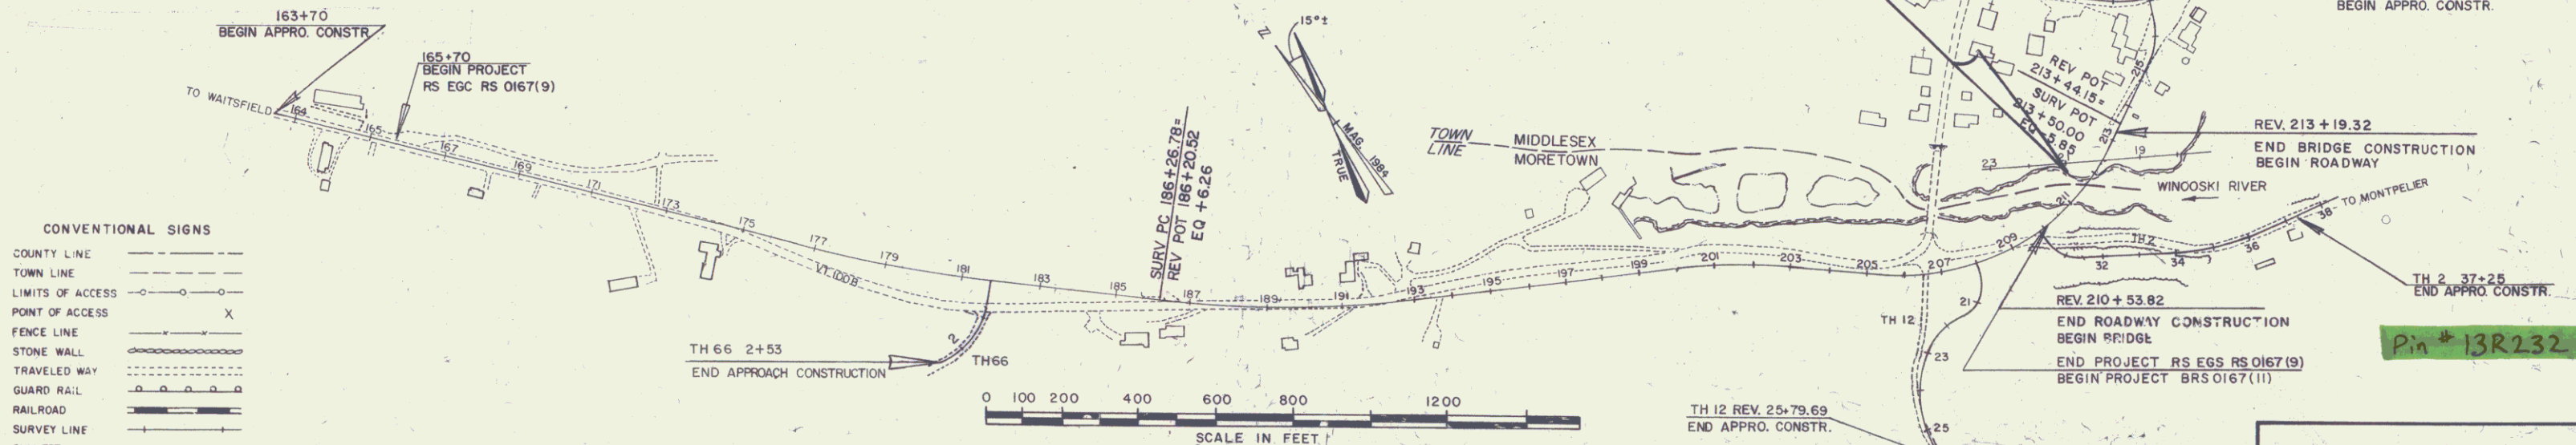 163+70
BEGIN APPRO. CONSTR.
165+70
BEGIN PROJECT
RS EGC RS 0167(9)
TO WAITSFIELD
164
165
167
169
171
173
175
177
179
181
183
185
187
189
191
193
195
197
199
201
203
205
207
209
211
213
215
VT. 100B
SURV PC 186+26.78=
REV POT 186+20.52
EQ +6.26
15°±
N
MAG. 1984
TRUE
TOWN
LINE
MIDDLESEX
MORETOWN
BEGIN APPRO. CONSTR.
REV POT
213+44.15=
SURV POT
213+50.00
EQ -5.85
REV. 213+19.32
END BRIDGE CONSTRUCTION
BEGIN ROADWAY
23
19
21
WINOOSKI RIVER
TO MONTPELIER
38
36
34
32
TH 2
TH 2 37+25
END APPRO. CONSTR.
REV. 210+53.82
END ROADWAY CONSTRUCTION
BEGIN BRIDGE
END PROJECT RS EGS RS 0167(9)
BEGIN PROJECT BRS 0167(11)
Pin # 13R232
TH 12
21
23
25
TH 12 REV. 25+79.69
END APPRO. CONSTR.
TH 66 2+53
END APPROACH CONSTRUCTION
2
TH66
0 100 200 400 600 800 1200
SCALE IN FEET
CONVENTIONAL SIGNS
COUNTY LINE
TOWN LINE
LIMITS OF ACCESS
POINT OF ACCESS X
FENCE LINE
STONE WALL
TRAVELED WAY
GUARD RAIL
RAILROAD
SURVEY LINE